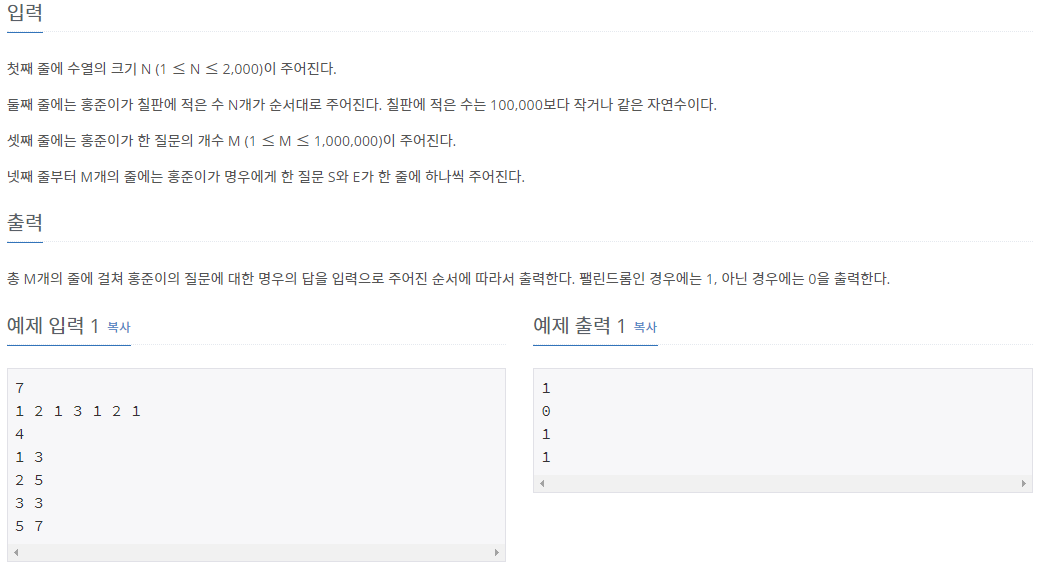 입력
첫째 줄에 수열의 크기 N (1 ≤ N ≤ 2,000)이 주어진다.
둘째 줄에는 홍준이가 칠판에 적은 수 N개가 순서대로 주어진다. 칠판에 적은 수는 100,000보다 작거나 같은 자연수이다.
셋째 줄에는 홍준이가 한 질문의 개수 M (1 ≤ M ≤ 1,000,000)이 주어진다.
넷째 줄부터 M개의 줄에는 홍준이가 명우에게 한 질문 S와 E가 한 줄에 하나씩 주어진다.
출력
총 M개의 줄에 걸쳐 홍준이의 질문에 대한 명우의 답을 입력으로 주어진 순서에 따라서 출력한다. 팰린드롬인 경우에는 1, 아닌 경우에는 0을 출력한다.
예제 입력 1 복사
7
1 2 1 3 1 2 1
4
1 3
2 5
3 3
5 7
예제 출력 1 복사
1
0
1
1